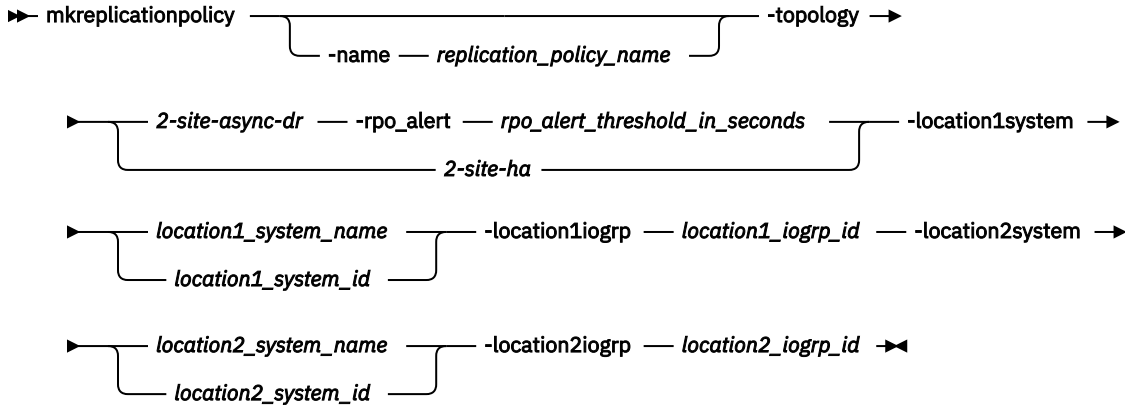 mkreplicationpolicy -topology
-name replication_policy_name
2-site-async-dr -rpo_alert rpo_alert_threshold_in_seconds -location1system
2-site-ha
location1_system_name -location1iogrp location1_iogrp_id -location2system
location1_system_id
location2_system_name -location2iogrp location2_iogrp_id
location2_system_id